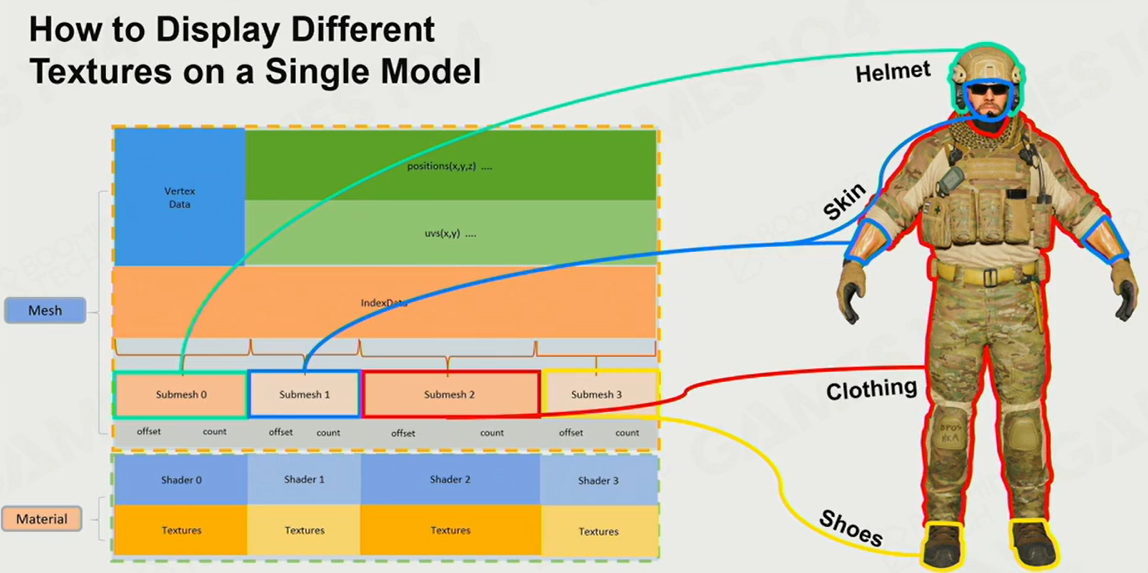 How to Display Different
Textures on a Single Model
Helmet
Skin
Clothing
Shoes
Mesh
Vertex
Data
positions(x,y,z) ....
uvs(x,y) ....
IndexData
Submesh 0
Submesh 1
Submesh 2
Submesh 3
offset count offset count offset count offset count
Material
Shader 0
Shader 1
Shader 2
Shader 3
Textures
Textures
Textures
Textures